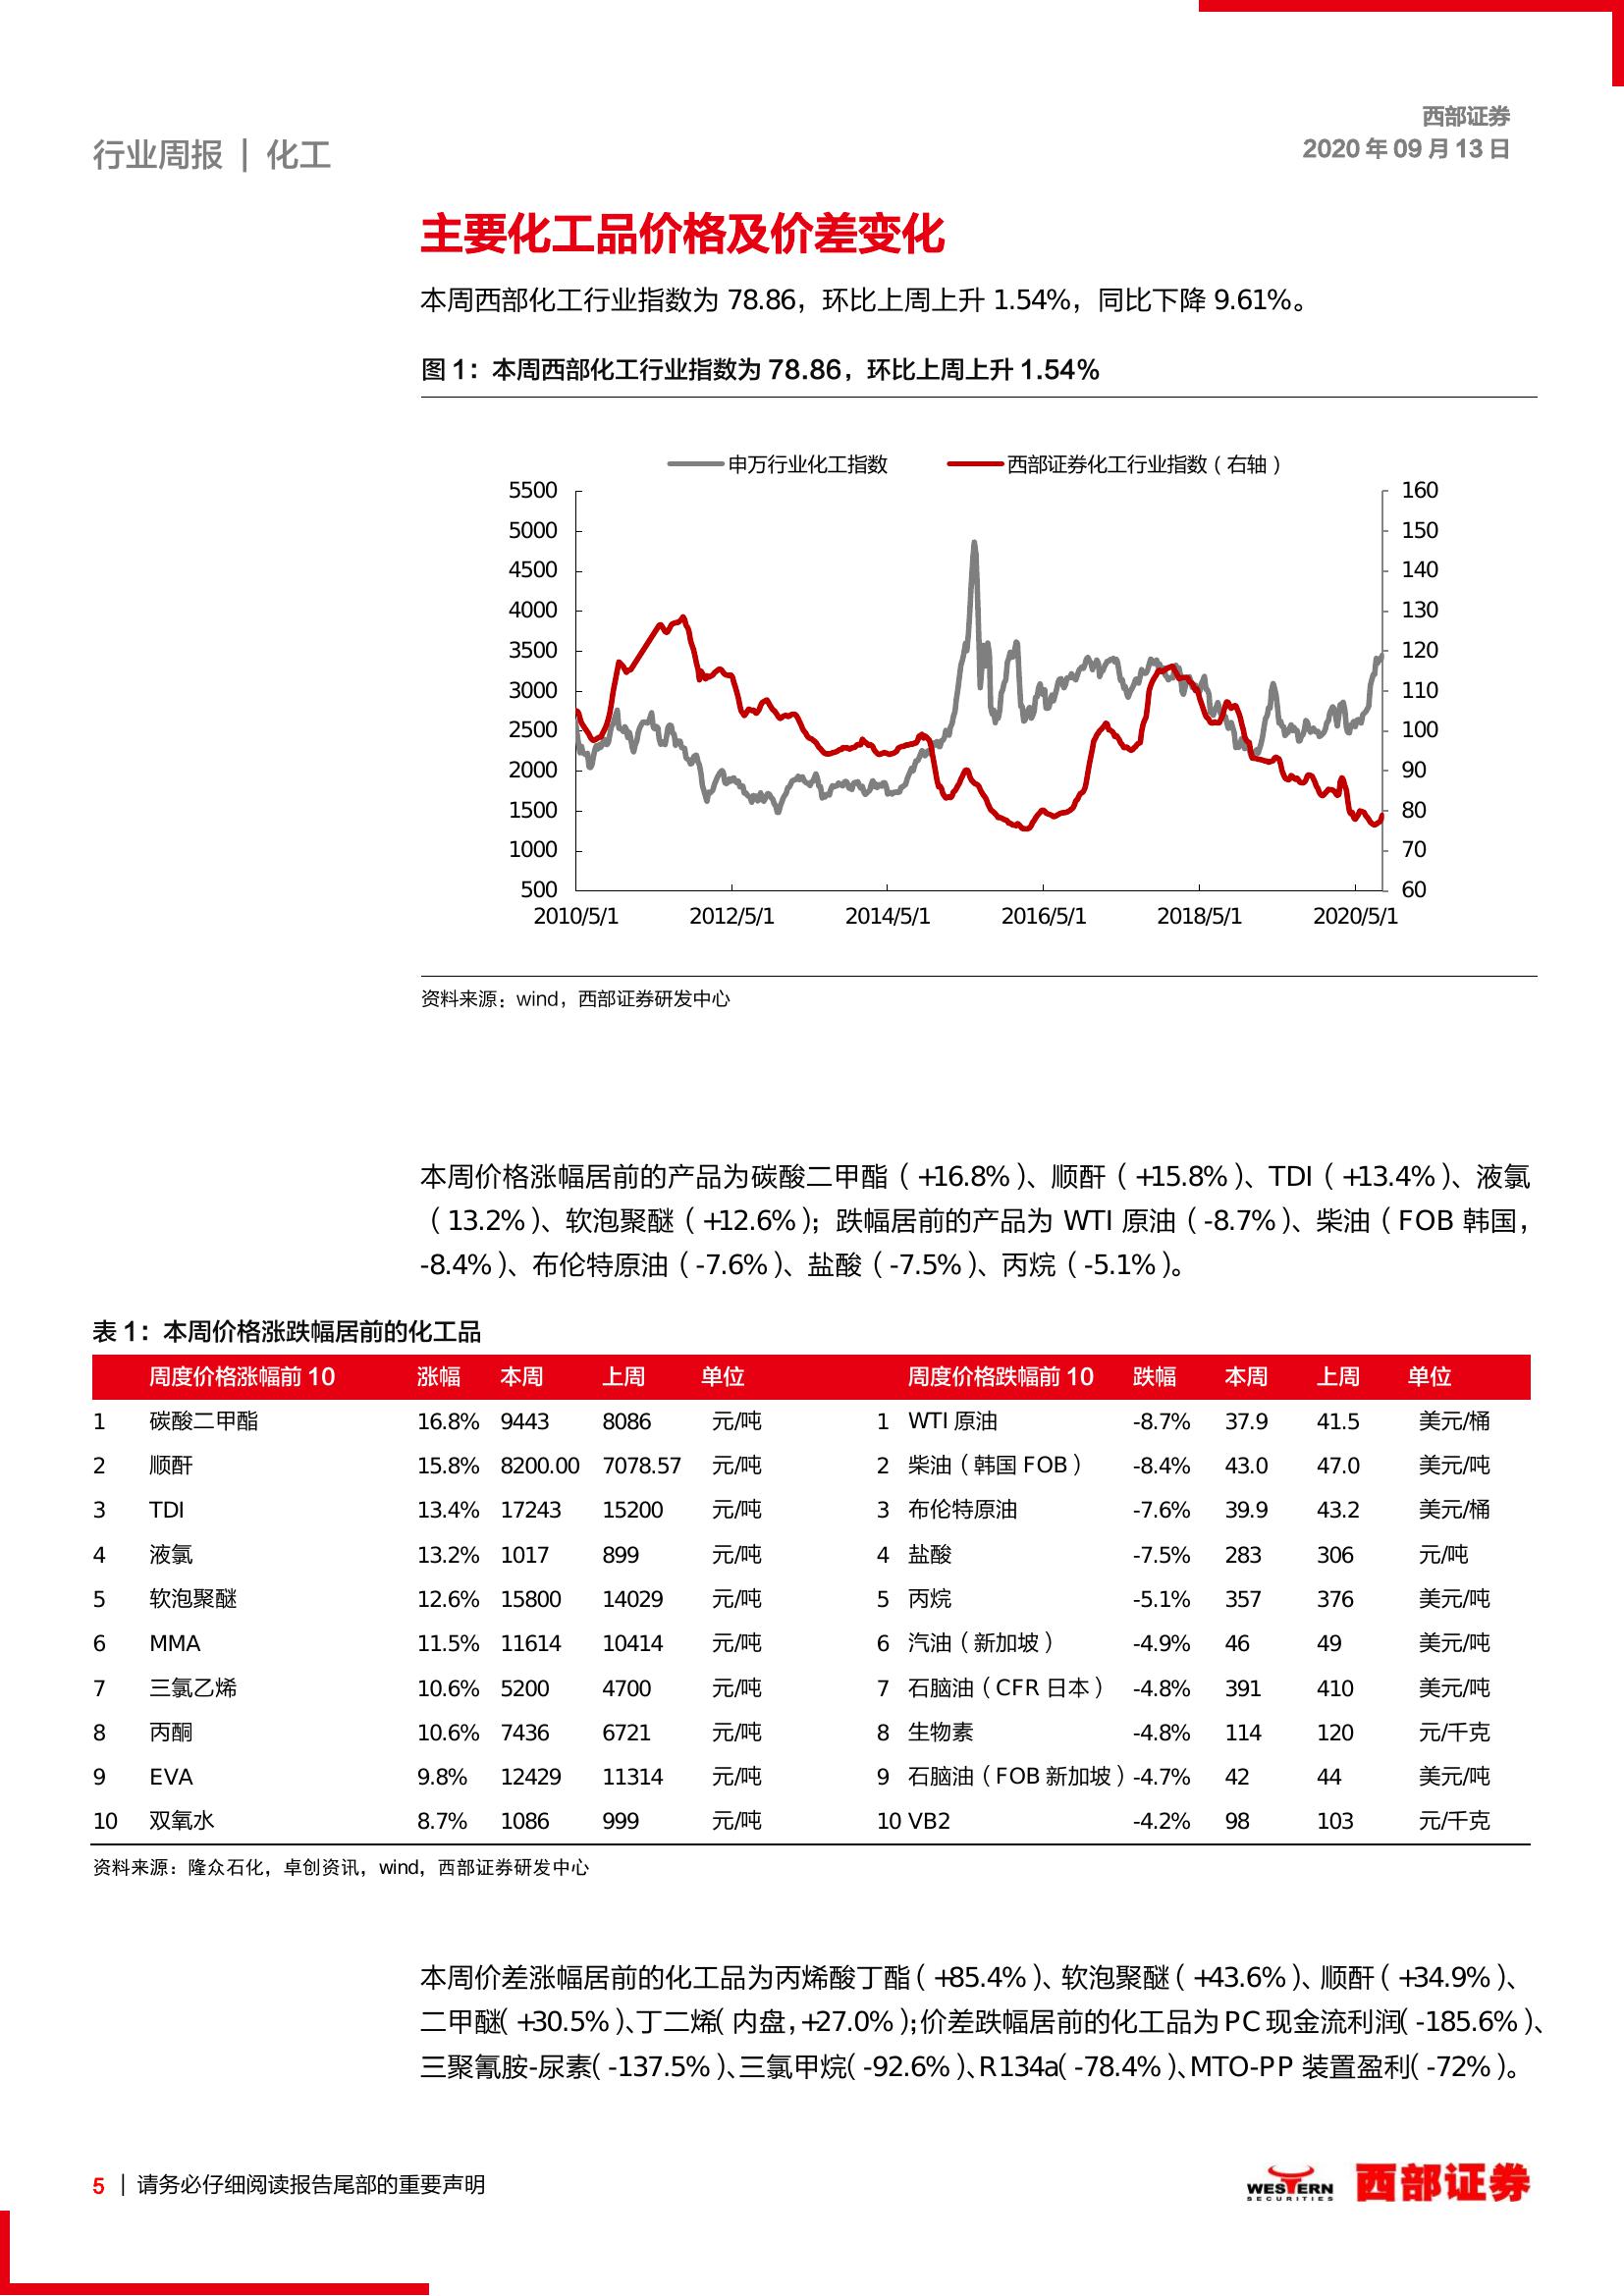 西部证券
行业周报 | 化工
2020 年 09 月 13 日
主要化工品价格及价差变化
本周西部化工行业指数为 78.86，环比上周上升 1.54%，同比下降 9.61%。
图 1：本周西部化工行业指数为 78.86，环比上周上升 1.54%
申万行业化工指数 西部证券化工行业指数（右轴）
5500 160
5000 150
4500 140
4000 130
3500 120
3000 110
2500 100
2000 90
1500 80
1000 70
500 60
2010/5/1 2012/5/1 2014/5/1 2016/5/1 2018/5/1 2020/5/1
资料来源：wind，西部证券研发中心
本周价格涨幅居前的产品为碳酸二甲酯（+16.8%）、顺酐（+15.8%）、TDI（+13.4%）、液氯
（13.2%）、软泡聚醚（+12.6%）；跌幅居前的产品为 WTI 原油（-8.7%）、柴油（FOB 韩国，
-8.4%）、布伦特原油（-7.6%）、盐酸（-7.5%）、丙烷（-5.1%）。
表 1：本周价格涨跌幅居前的化工品
周度价格涨幅前 10 涨幅 本周 上周 单位 周度价格跌幅前 10 跌幅 本周 上周 单位
1 碳酸二甲酯 16.8% 9443 8086 元/吨 1 WTI 原油 -8.7% 37.9 41.5 美元/桶
2 顺酐 15.8% 8200.00 7078.57 元/吨 2 柴油（韩国 FOB） -8.4% 43.0 47.0 美元/吨
3 TDI 13.4% 17243 15200 元/吨 3 布伦特原油 -7.6% 39.9 43.2 美元/桶
4 液氯 13.2% 1017 899 元/吨 4 盐酸 -7.5% 283 306 元/吨
5 软泡聚醚 12.6% 15800 14029 元/吨 5 丙烷 -5.1% 357 376 美元/吨
6 MMA 11.5% 11614 10414 元/吨 6 汽油（新加坡） -4.9% 46 49 美元/吨
7 三氯乙烯 10.6% 5200 4700 元/吨 7 石脑油（CFR 日本） -4.8% 391 410 美元/吨
8 丙酮 10.6% 7436 6721 元/吨 8 生物素 -4.8% 114 120 元/千克
9 EVA 9.8% 12429 11314 元/吨 9 石脑油（FOB 新加坡） -4.7% 42 44 美元/吨
10 双氧水 8.7% 1086 999 元/吨 10 VB2 -4.2% 98 103 元/千克
资料来源：隆众石化，卓创资讯，wind，西部证券研发中心
本周价差涨幅居前的化工品为丙烯酸丁酯（+85.4%）、软泡聚醚（+43.6%）、顺酐（+34.9%）、
二甲醚（+30.5%）、丁二烯（内盘，+27.0%）；价差跌幅居前的化工品为 PC 现金流利润（-185.6%）、
三聚氰胺-尿素（-137.5%）、三氯甲烷（-92.6%）、R134a（-78.4%）、MTO-PP 装置盈利（-72%）。
5 | 请务必仔细阅读报告尾部的重要声明
WESTERN
SECURITIES
西部证券